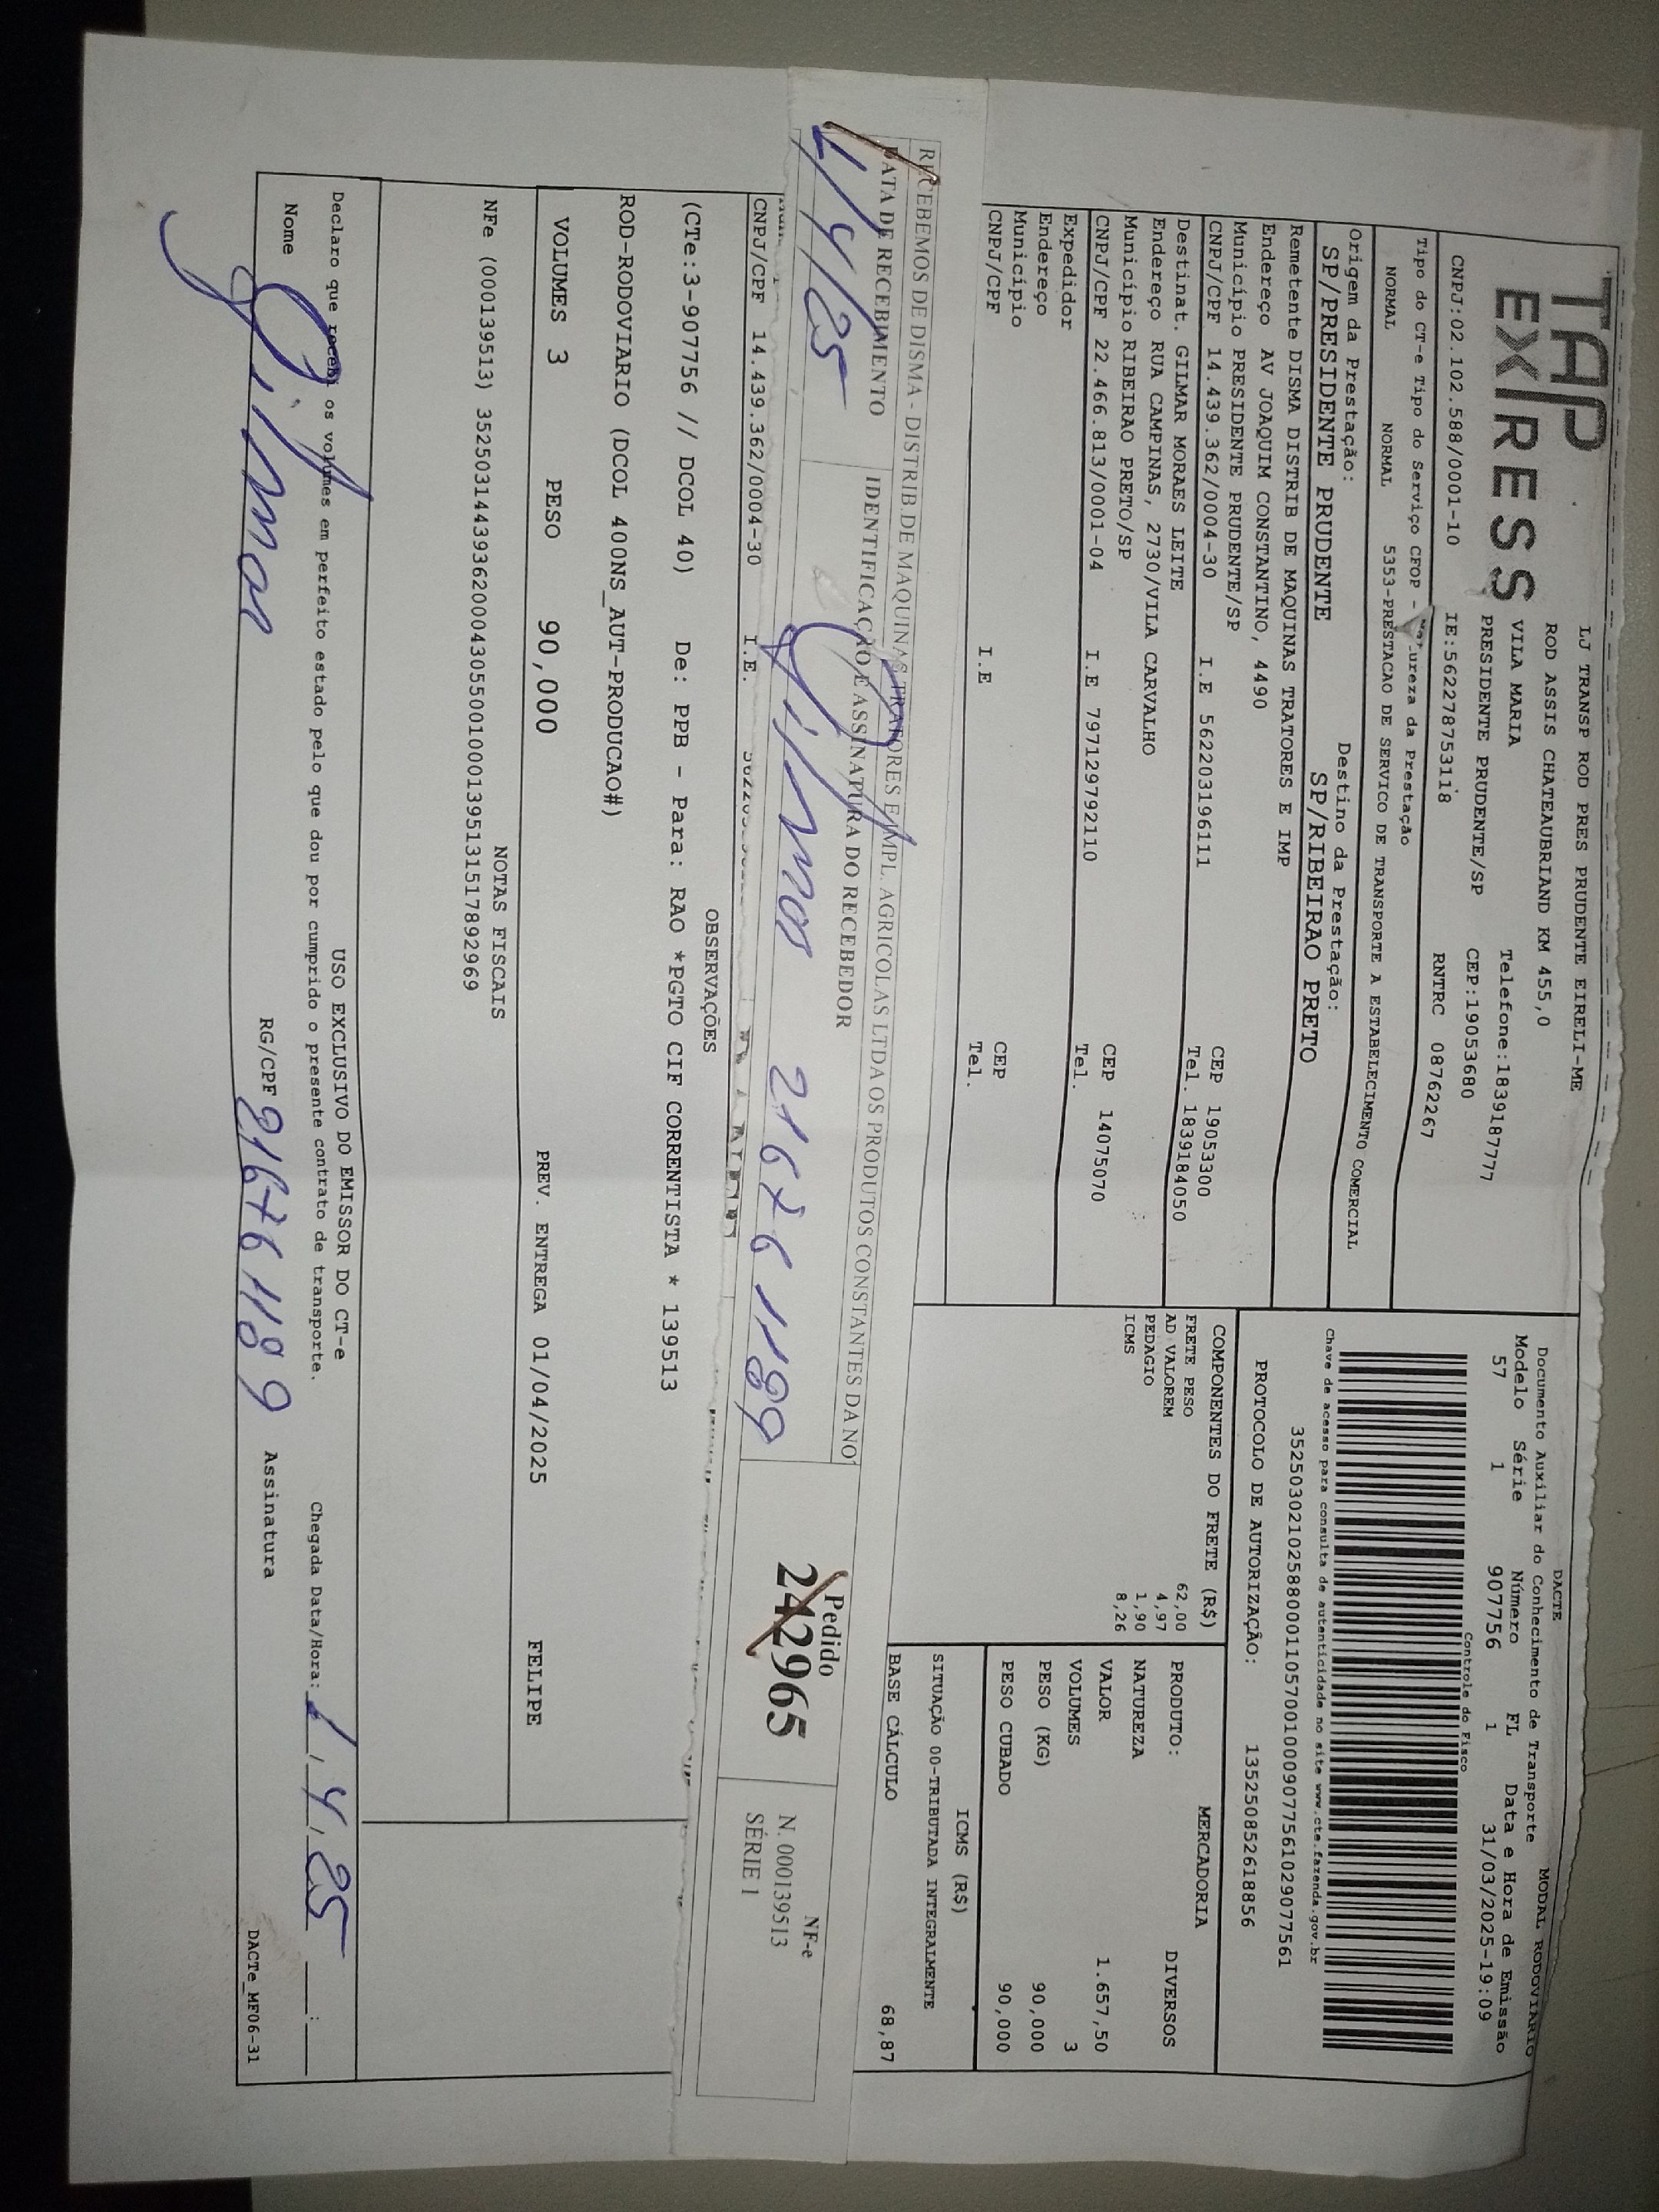 TAP
EXPRESS
LJ TRANSP ROD PRES PRUDENTE EIRELI-ME
ROD ASSIS CHATEAUBRIAND KM 455,0
VILA MARIA Telefone:1839187777
PRESIDENTE PRUDENTE/SP CEP:19053680
CNPJ:02.102.588/0001-10 IE:562278753118 RNTRC 08762267
Tipo do CT-e Tipo do Serviço CFOP - Natureza da Prestação
NORMAL NORMAL 5353-PRESTACAO DE SERVICO DE TRANSPORTE A ESTABELECIMENTO COMERCIAL
Origem da Prestação: Destino da Prestação:
SP/PRESIDENTE PRUDENTE SP/RIBEIRAO PRETO
Remetente DISMA DISTRIB DE MAQUINAS TRATORES E IMP
Endereço AV JOAQUIM CONSTANTINO, 4490
Município PRESIDENTE PRUDENTE/SP CEP 19053300
CNPJ/CPF 14.439.362/0004-30 I.E 562203196111 Tel. 1839184050
Destinat. GILMAR MORAES LEITE
Endereço RUA CAMPINAS, 2730/VILA CARVALHO
Município RIBEIRAO PRETO/SP CEP 14075070
CNPJ/CPF 22.466.813/0001-04 I.E 797129792110 Tel.
Expedidor
Endereço
Município CEP
CNPJ/CPF I.E Tel.
DACTE MODAL RODOVIARIO
Documento Auxiliar do Conhecimento de Transporte
Modelo Série Número FL Data e Hora de Emissão
57 1 907756 1 31/03/2025-19:09
Controle do Fisco
Chave de acesso para consulta de autenticidade no site www.cte.fazenda.gov.br
35250302102588000110570010009077561029077561
PROTOCOLO DE AUTORIZAÇÃO: 135250852618856
COMPONENTES DO FRETE (R$)
FRETE PESO 62,00
AD VALOREM 4,97
PEDAGIO 1,90
ICMS 8,26
MERCADORIA
PRODUTO: DIVERSOS
NATUREZA
VALOR 1.657,50
VOLUMES 3
PESO (KG) 90,000
PESO CUBADO 90,000
ICMS (R$)
SITUAÇÃO 00-TRIBUTADA INTEGRALMENTE
BASE CÁLCULO 68,87
RECEBEMOS DE DISMA - DISTRIB.DE MAQUINAS TRATORES E IMPL. AGRICOLAS LTDA OS PRODUTOS CONSTANTES DA NO
DATA DE RECEBIMENTO IDENTIFICAÇÃO E ASSINATURA DO RECEBEDOR
1/4/25 Gilmar 21676 1189
Pedido
242965
NF-e
N. 000139513
SÉRIE 1
CNPJ/CPF 14.439.362/0004-30 I.E.
OBSERVAÇÕES
(CTe:3-907756 // DCOL 40) De: PPB - Para: RAO *PGTO CIF CORRENTISTA * 139513
ROD-RODOVIARIO (DCOL 400NS_AUT-PRODUCAO#)
VOLUMES 3 PESO 90,000 PREV. ENTREGA 01/04/2025 FELIPE
NOTAS FISCAIS
NFe (000139513) 35250314439362000430550010001395131517892969
USO EXCLUSIVO DO EMISSOR DO CT-e
Declaro que recebi os volumes em perfeito estado pelo que dou por cumprido o presente contrato de transporte. Chegada Data/Hora: 1/4/25 __:__
Nome Gilmar RG/CPF 21676 1189 Assinatura
DACTe_MF06-31